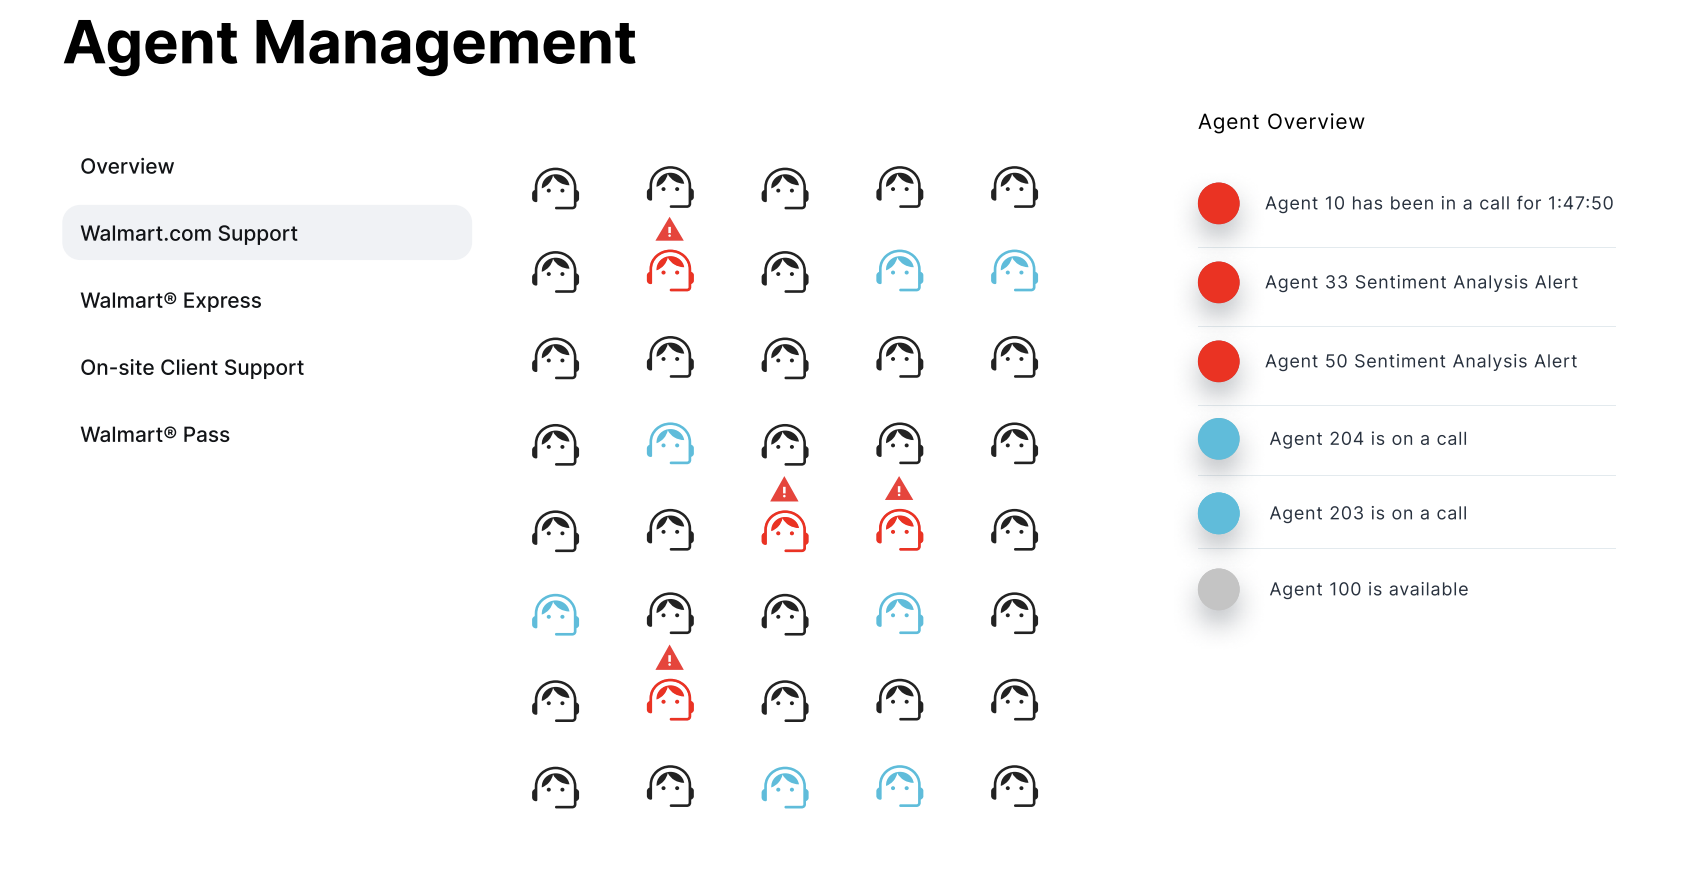 Agent Management
Overview
Walmart.com Support
Walmart® Express
On-site Client Support
Walmart® Pass
Agent Overview
Agent 10 has been in a call for 1:47:50
Agent 33 Sentiment Analysis Alert
Agent 50 Sentiment Analysis Alert
Agent 204 is on a call
Agent 203 is on a call
Agent 100 is available